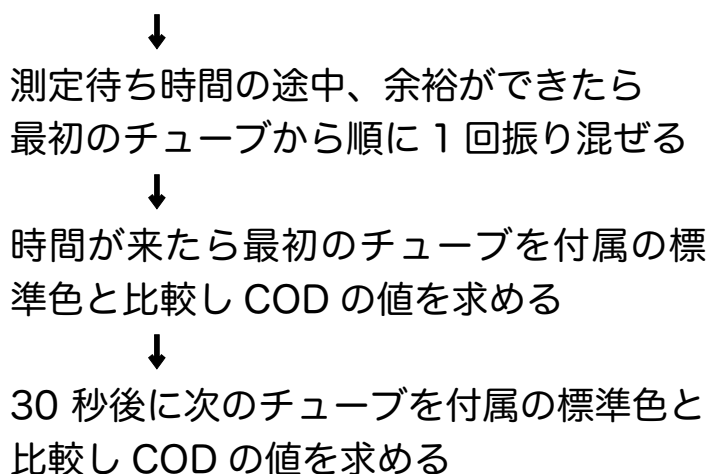 ↓
測定待ち時間の途中、余裕ができたら
最初のチューブから順に 1 回振り混ぜる
↓
時間が来たら最初のチューブを付属の標
準色と比較し COD の値を求める
↓
30 秒後に次のチューブを付属の標準色と
比較し COD の値を求める